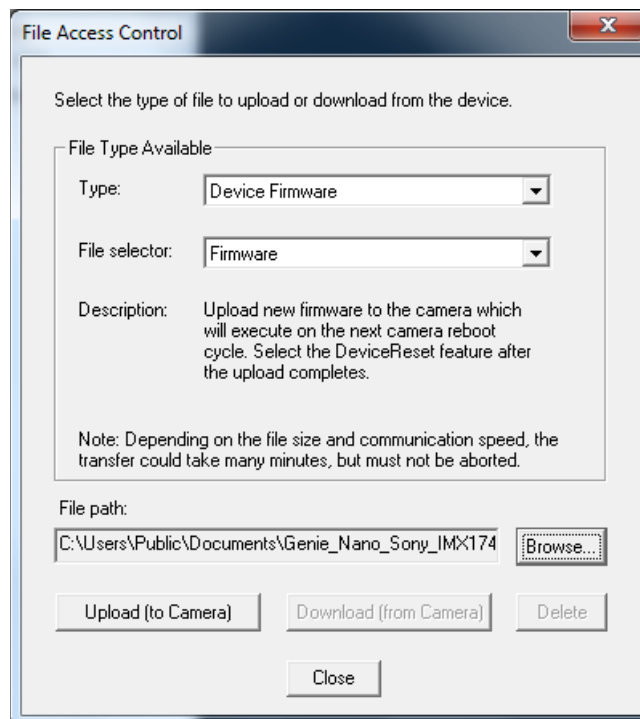 File Access Control
Select the type of file to upload or download from the device.
File Type Available
Type:
Device Firmware
File selector:
Firmware
Description:
Upload new firmware to the camera which
will execute on the next camera reboot
cycle. Select the DeviceReset feature after
the upload completes.
Note: Depending on the file size and communication speed, the
transfer could take many minutes, but must not be aborted.
File path:
C:\Users\Public\Documents\Genie_Nano_Sony_IMX174
Browse...
Upload (to Camera)
Download (from Camera)
Delete
Close